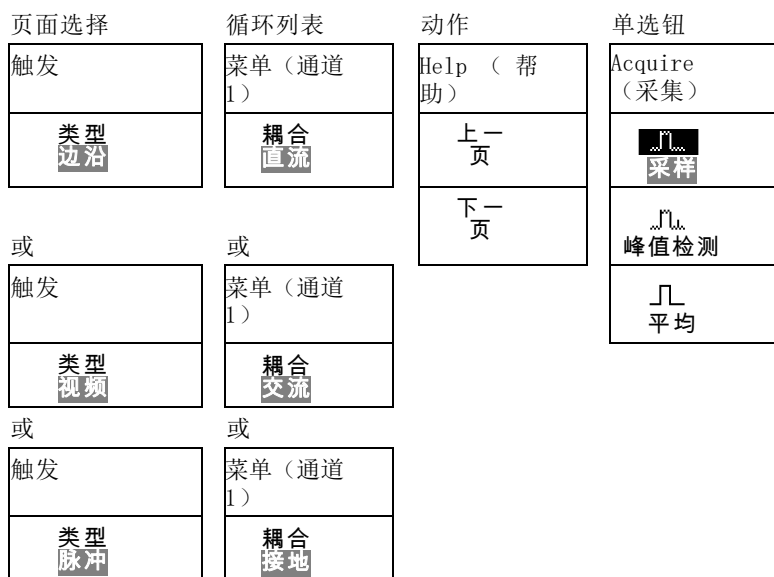 页面选择
触发
类型
边沿
或
触发
类型
视频
或
触发
类型
脉冲
循环列表
菜单（通道
1）
耦合
直流
或
菜单（通道
1）
耦合
交流
或
菜单（通道
1）
耦合
接地
动作
Help （ 帮
助）
上一
页
下一
页
单选钮
Acquire
（采集）
采样
峰值检测
平均